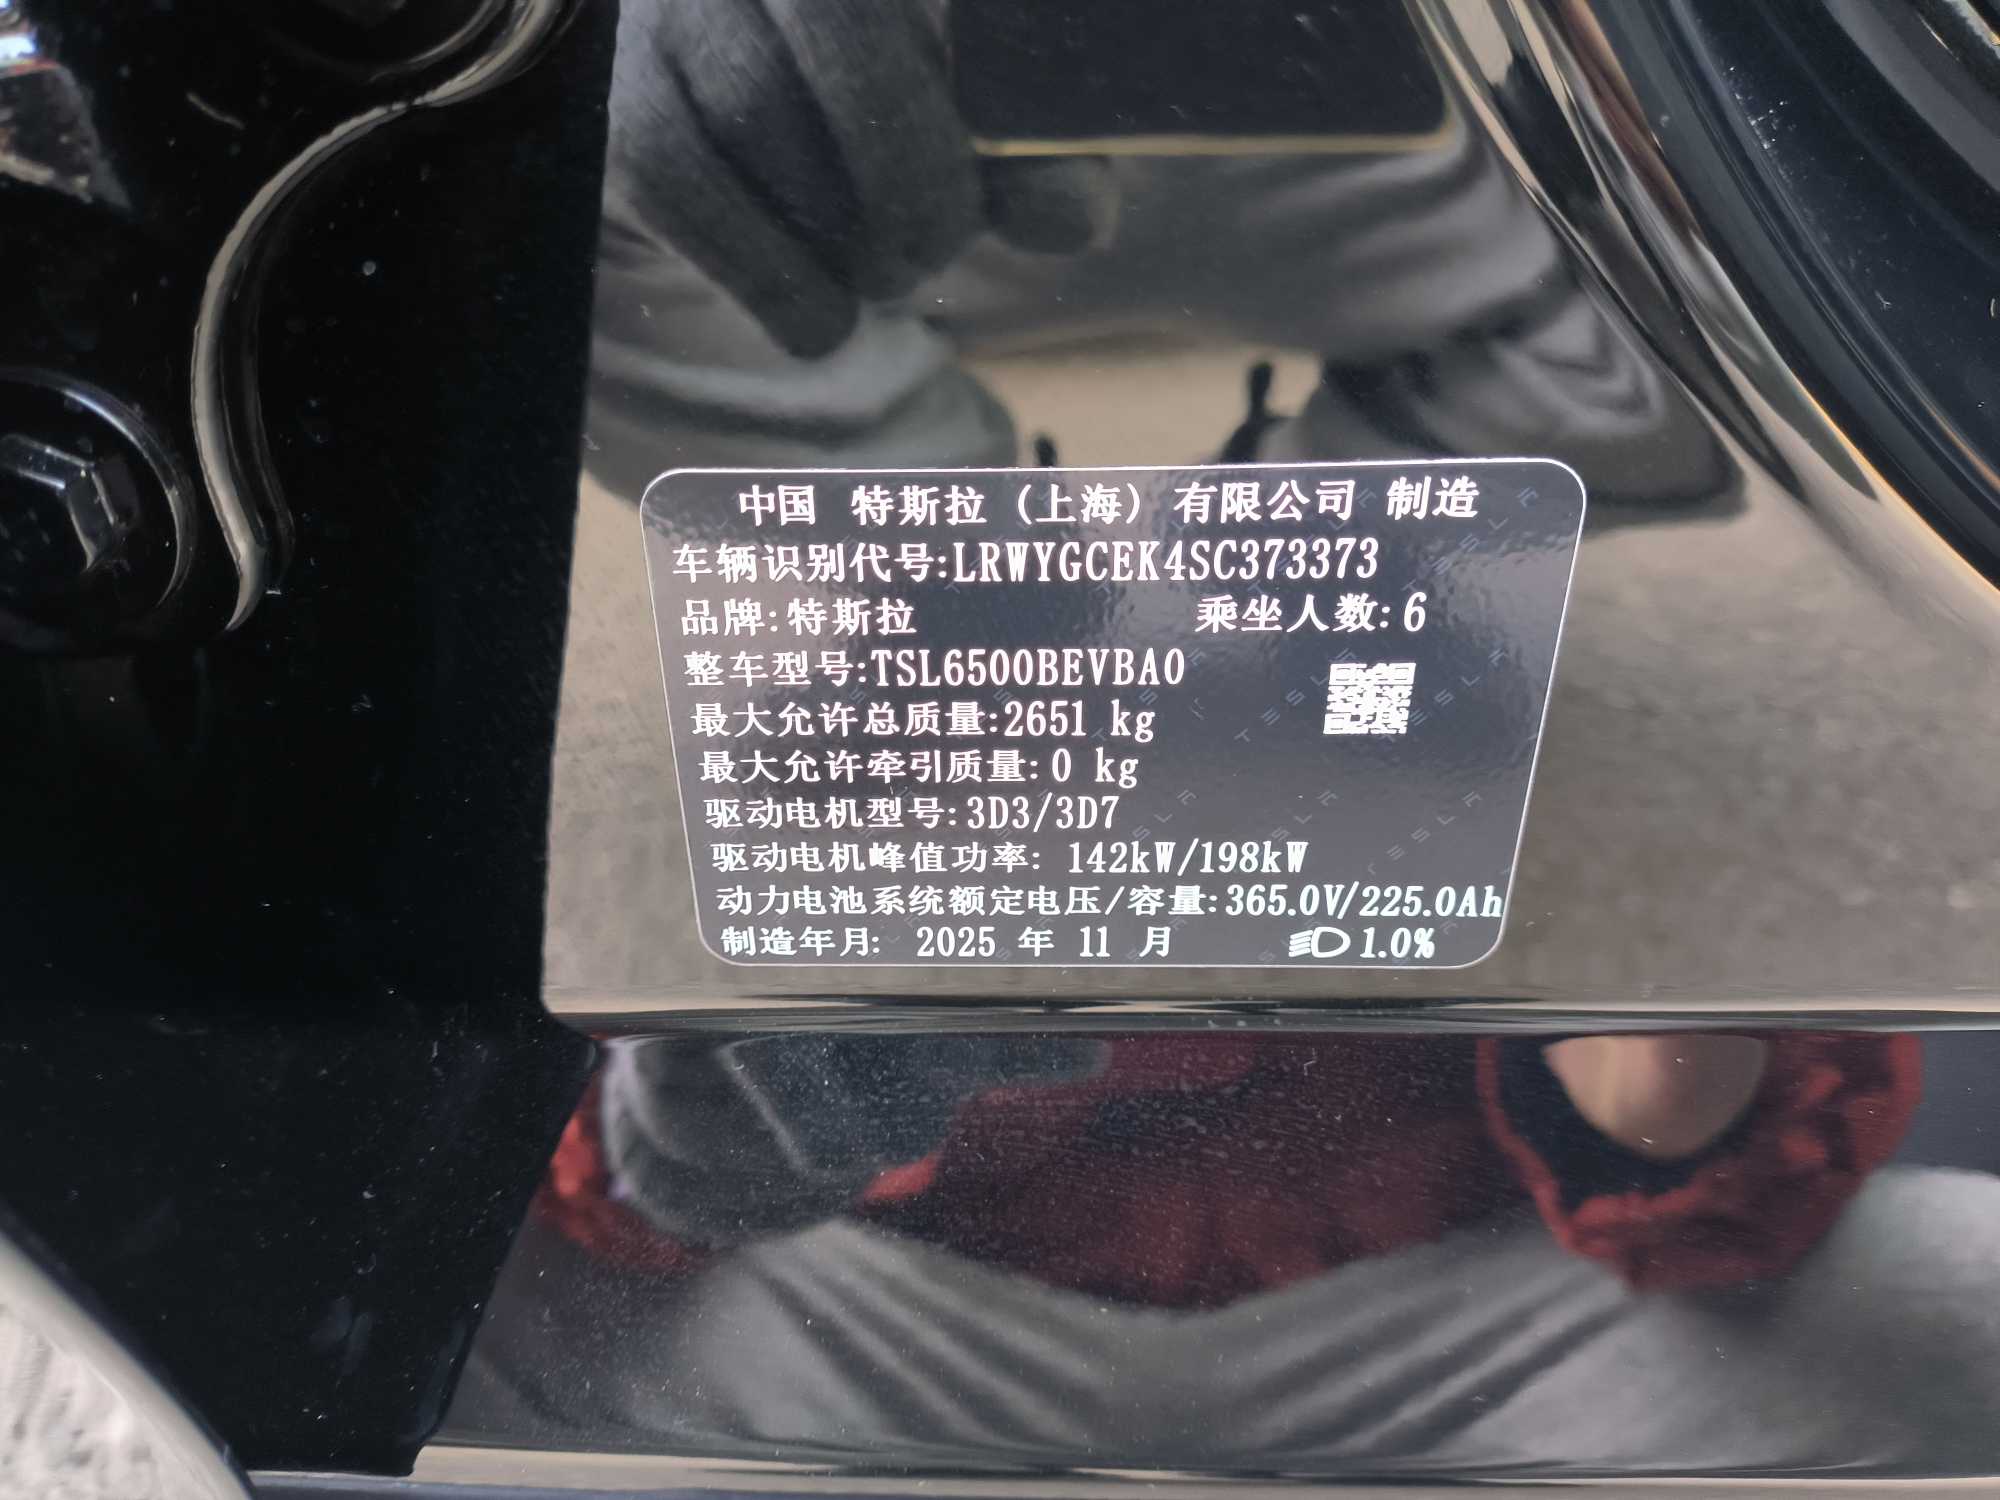 中国 特斯拉 (上海) 有限公司 制造
车辆识别代号:LRWYGCEK4SC373373
品牌:特斯拉 乘坐人数:6
整车型号:TSL6500BEVBA0
最大允许总质量:2651 kg
最大允许牵引质量:0 kg
驱动电机型号:3D3/3D7
驱动电机峰值功率: 142kW/198kW
动力电池系统额定电压/容量:365.0V/225.0Ah
制造年月: 2025 年 11 月 1.0%